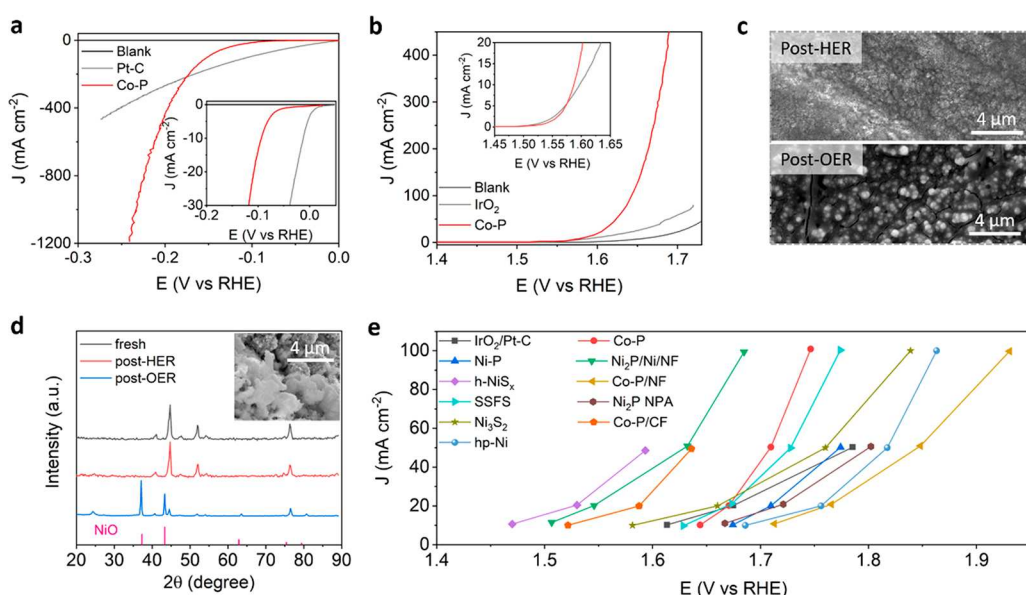 a
0
-400
-800
-1200
J (mA cm⁻²)
-0.3
-0.2
-0.1
0.0
E (V vs RHE)
Blank
Pt-C
Co-P
0
-10
-20
-30
J (mA cm⁻²)
-0.2
-0.1
0.0
E (V vs RHE)
b
400
300
200
100
0
J (mA cm⁻²)
1.4
1.5
1.6
1.7
E (V vs RHE)
20
15
10
5
0
J (mA cm⁻²)
1.45
1.50
1.55
1.60
1.65
E (V vs RHE)
Blank
IrO₂
Co-P
c
Post-HER
4 μm
Post-OER
4 μm
d
fresh
post-HER
post-OER
4 μm
Intensity (a.u.)
NiO
20
30
40
50
60
70
80
90
2θ (degree)
e
IrO₂/Pt-C
Co-P
Ni-P
Ni₂P/Ni/NF
h-NiSₓ
Co-P/NF
SSFS
Ni₂P NPA
Ni₃S₂
Co-P/CF
hp-Ni
100
80
60
40
20
0
J (mA cm⁻²)
1.4
1.5
1.6
1.7
1.8
1.9
E (V vs RHE)